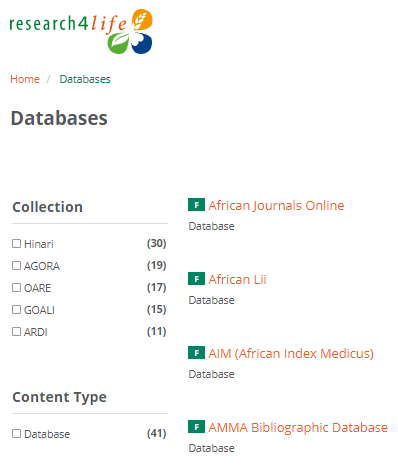 research4life
Home / Databases
Databases
Collection
Hinari (30)
AGORA (19)
OARE (17)
GOALI (15)
ARDI (11)
Content Type
Database (41)
F African Journals Online
Database
F African Lii
Database
F AIM (African Index Medicus)
Database
F AMMA Bibliographic Database
Database